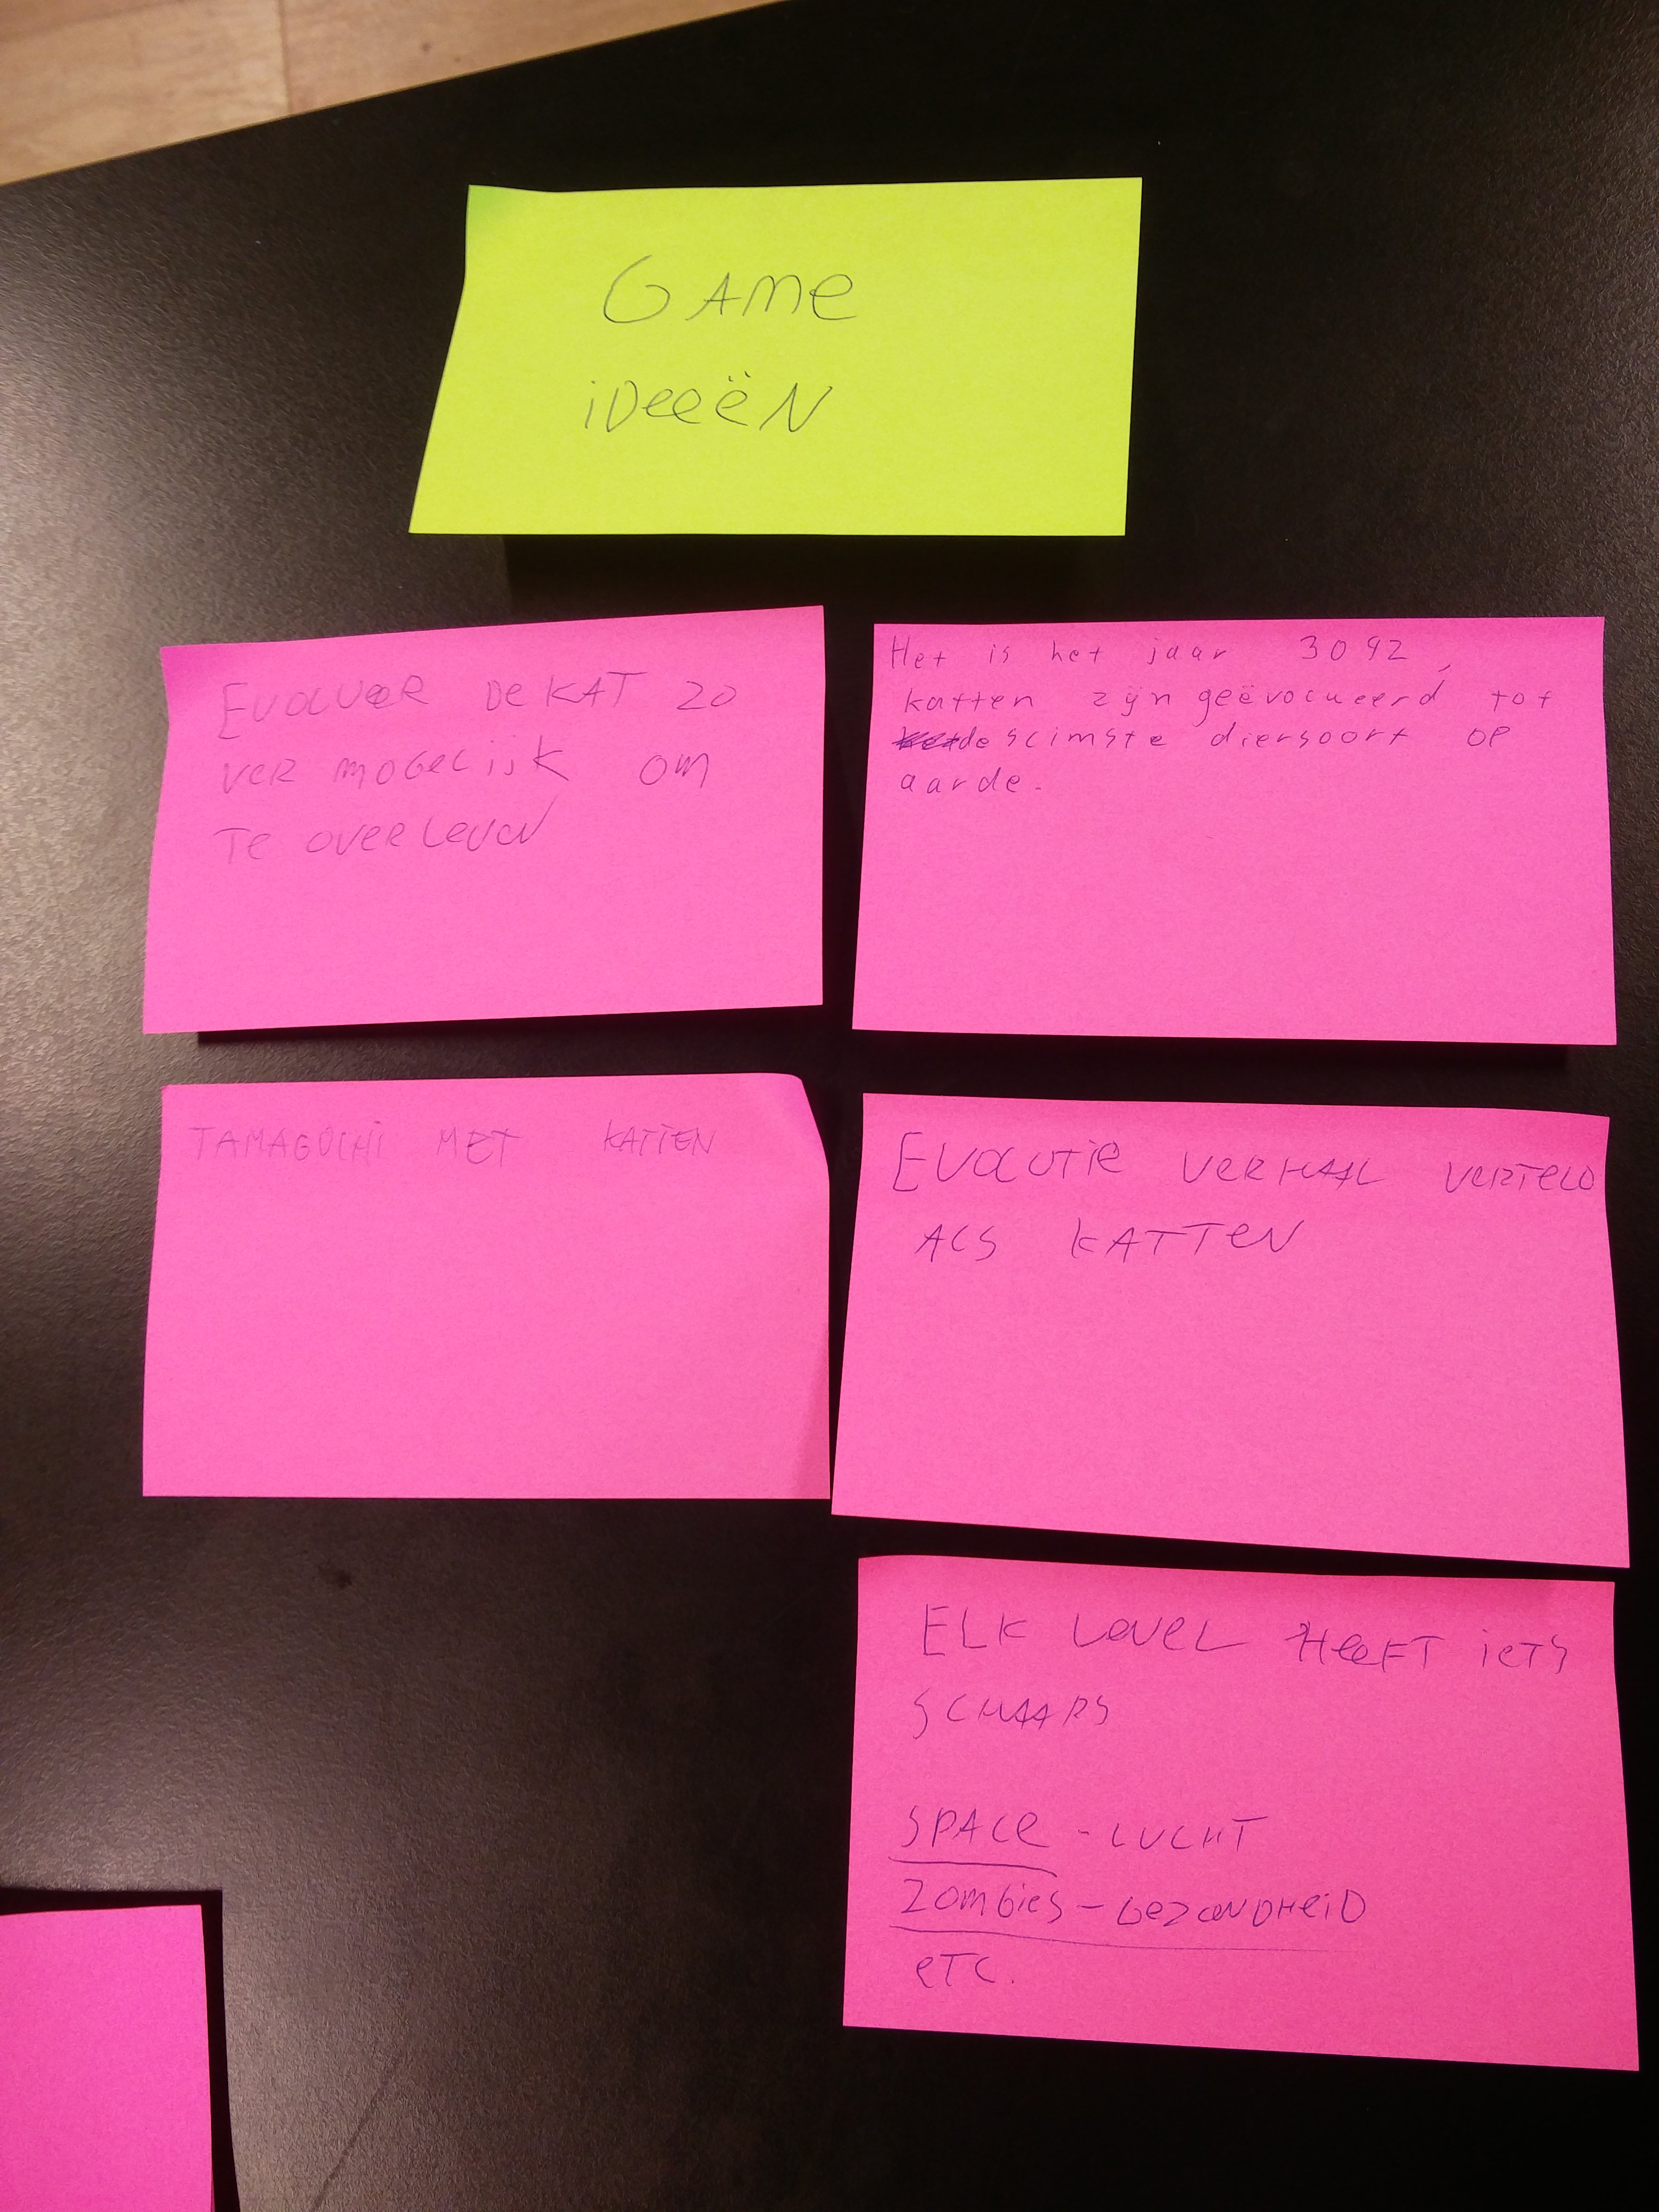 GAME
iDeeëN
EVOLUEER DE KAT ZO
VER MOGELIJK OM
TE OVERLEVEN
Het is het jaar 3092,
katten zijn geëvolueerd tot
de slimste diersoort op
aarde.
TAMAGOCHI MET KATTEN
EVOLUTIE VERHAAL VERTELD
ALS KATTEN
ELK LEVEL HEEFT IETS
SCHAARS
SPACE - LUCHT
ZOMBIES - GEZONDHEID
ETC.